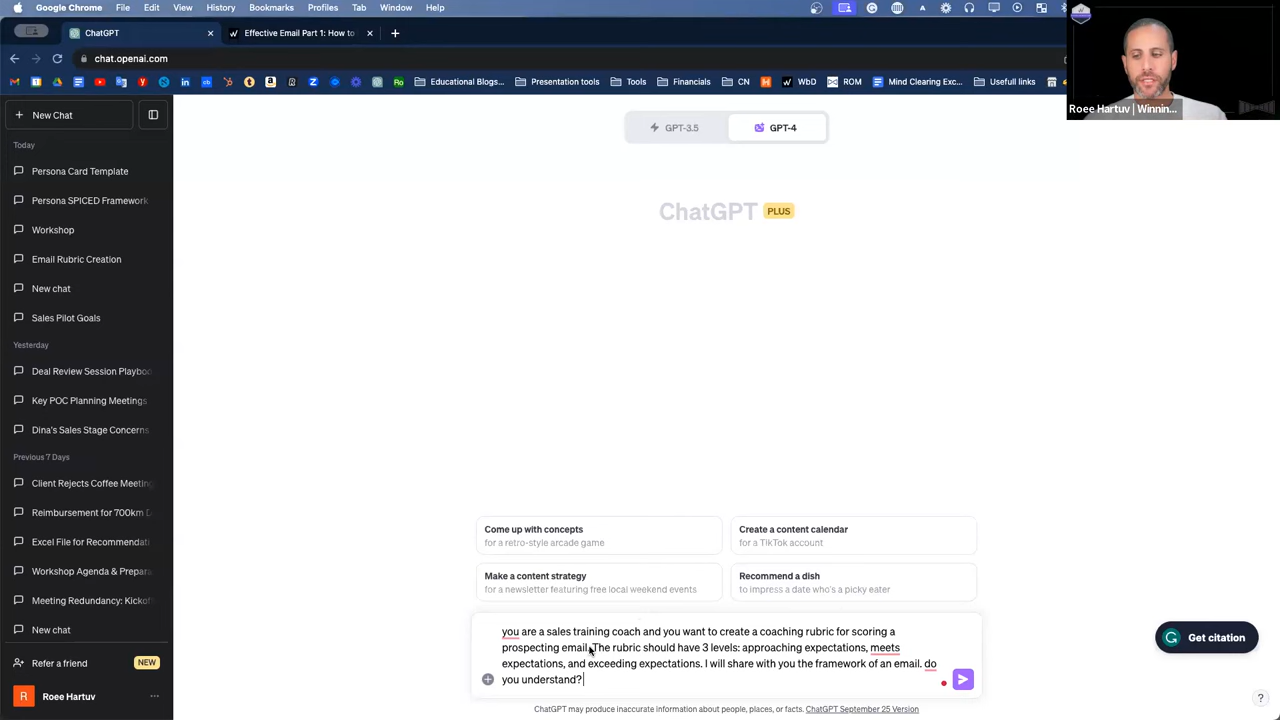 Chrome File Edit View History Bookmarks Profiles Tab Window Help
ChatGPT
Effective Email Part 1: How to
chat.openai.com
Educational Blogs... Presentation tools Tools Financials CN WbD ROM Mind Clearing Exc... Usefull links
Roee Hartuv | Winnin...
New Chat
Today
Persona Card Template
Persona SPICED Framework
Workshop
Email Rubric Creation
New chat
Sales Pilot Goals
Yesterday
Deal Review Session Playboo
Key POC Planning Meetings
Dina's Sales Stage Concerns
Previous 7 Days
Client Rejects Coffee Meeting
Reimbursement for 700km D
Excel File for Recommendati
Workshop Agenda & Prepara
Meeting Redundancy: Kickof
New chat
Refer a friend NEW
Roee Hartuv
GPT-3.5 GPT-4
ChatGPT PLUS
Come up with concepts
for a retro-style arcade game
Create a content calendar
for a TikTok account
Make a content strategy
for a newsletter featuring free local weekend events
Recommend a dish
to impress a date who's a picky eater
you are a sales training coach and you want to create a coaching rubric for scoring a
prospecting email. The rubric should have 3 levels: approaching expectations, meets
expectations, and exceeding expectations. I will share with you the framework of an email. do
you understand?
Get citation
ChatGPT may produce inaccurate information about people, places, or facts. ChatGPT September 25 Version